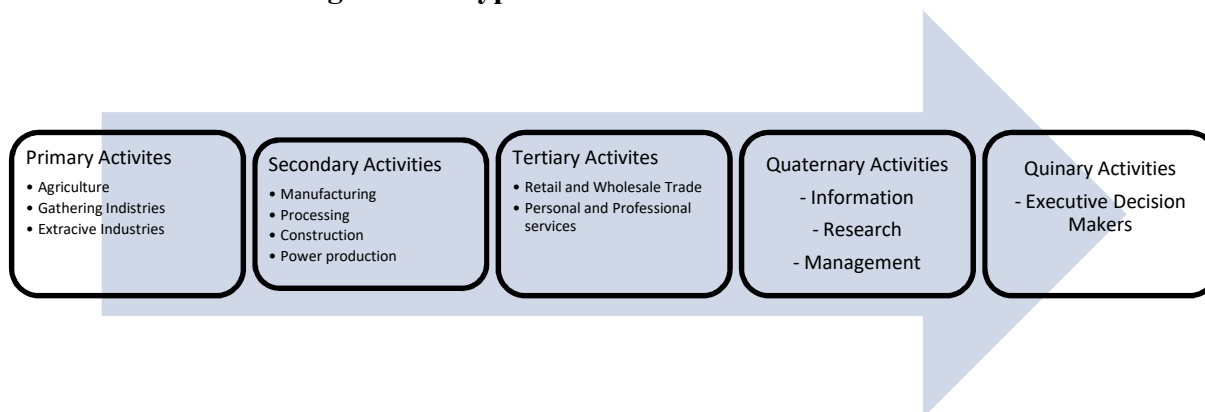 Primary Activites
• Agriculture
• Gathering Indistries
• Extracive Industries
Secondary Activities
• Manufacturing
• Processing
• Construction
• Power production
Tertiary Activites
• Retail and Wholesale Trade
• Personal and Professional
services
Quaternary Activities
- Information
- Research
- Management
Quinary Activities
- Executive Decision
Makers